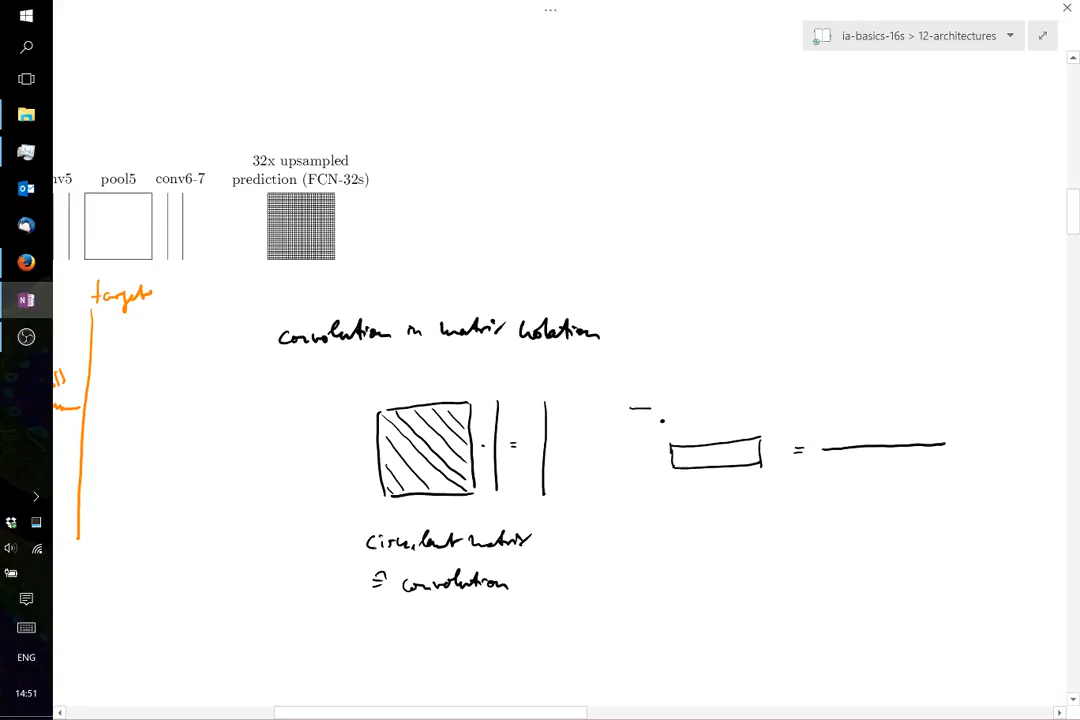 ia-basics-16s > 12-architectures
32x upsampled
nv5 pool5 conv6-7 prediction (FCN-32s)
target
convolution in matrix notation
· = =
circulant matrix
≙ convolution
ENG
14:51